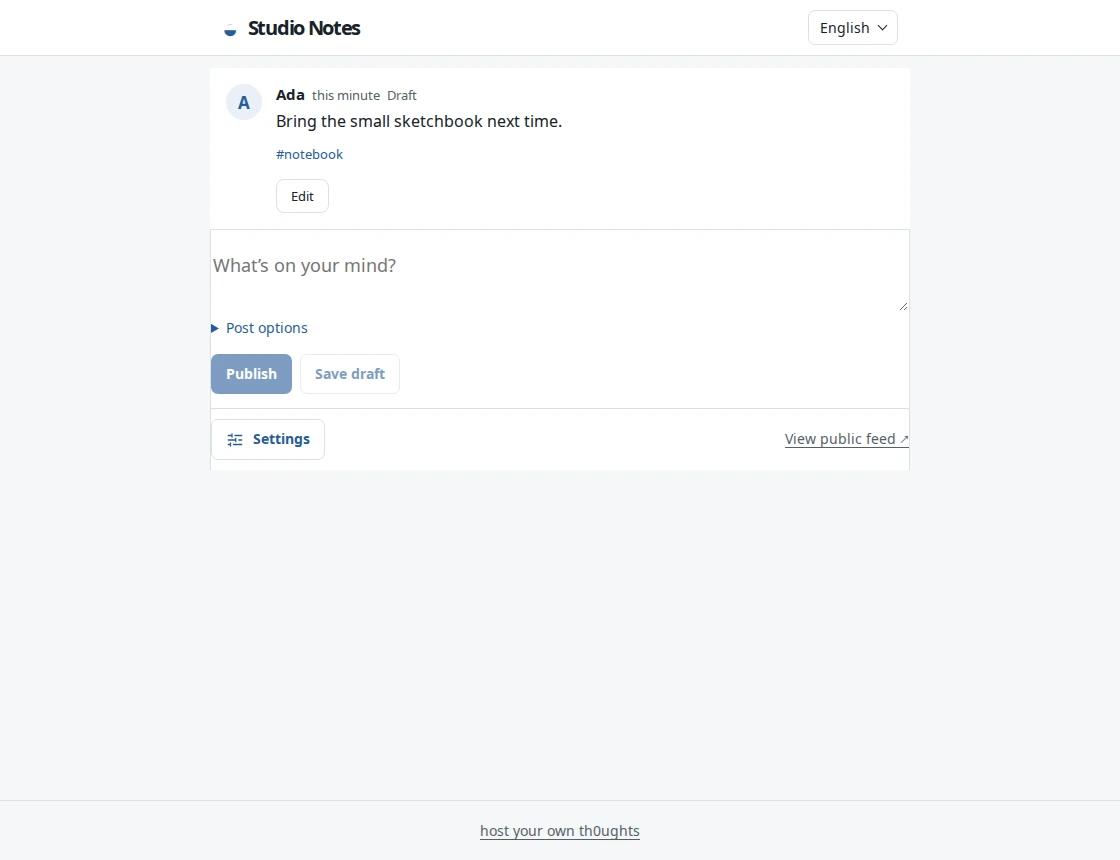 Studio Notes
English
A
Ada this minute Draft
Bring the small sketchbook next time.
#notebook
Edit
What's on your mind?
Post options
Publish Save draft
Settings View public feed ↗
host your own th0ughts